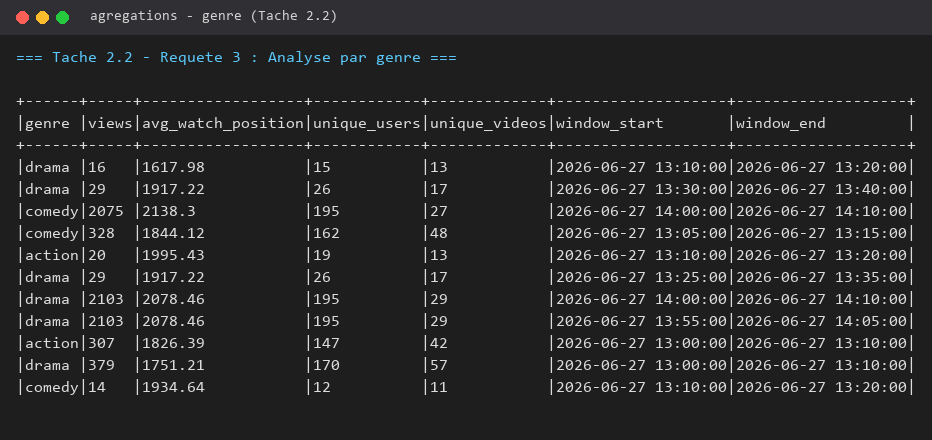 agregations - genre (Tache 2.2)
=== Tache 2.2 - Requete 3 : Analyse par genre ===
+------+-----+------------------+------------+-------------+-------------------+-------------------+
|genre |views|avg_watch_position|unique_users|unique_videos|window_start       |window_end         |
+------+-----+------------------+------------+-------------+-------------------+-------------------+
|drama |16   |1617.98           |15          |13           |2026-06-27 13:10:00|2026-06-27 13:20:00|
|drama |29   |1917.22           |26          |17           |2026-06-27 13:30:00|2026-06-27 13:40:00|
|comedy|2075 |2138.3            |195         |27           |2026-06-27 14:00:00|2026-06-27 14:10:00|
|comedy|328  |1844.12           |162         |48           |2026-06-27 13:05:00|2026-06-27 13:15:00|
|action|20   |1995.43           |19          |13           |2026-06-27 13:10:00|2026-06-27 13:20:00|
|drama |29   |1917.22           |26          |17           |2026-06-27 13:25:00|2026-06-27 13:35:00|
|drama |2103 |2078.46           |195         |29           |2026-06-27 14:00:00|2026-06-27 14:10:00|
|drama |2103 |2078.46           |195         |29           |2026-06-27 13:55:00|2026-06-27 14:05:00|
|action|307  |1826.39           |147         |42           |2026-06-27 13:00:00|2026-06-27 13:10:00|
|drama |379  |1751.21           |170         |57           |2026-06-27 13:00:00|2026-06-27 13:10:00|
|comedy|14   |1934.64           |12          |11           |2026-06-27 13:10:00|2026-06-27 13:20:00|